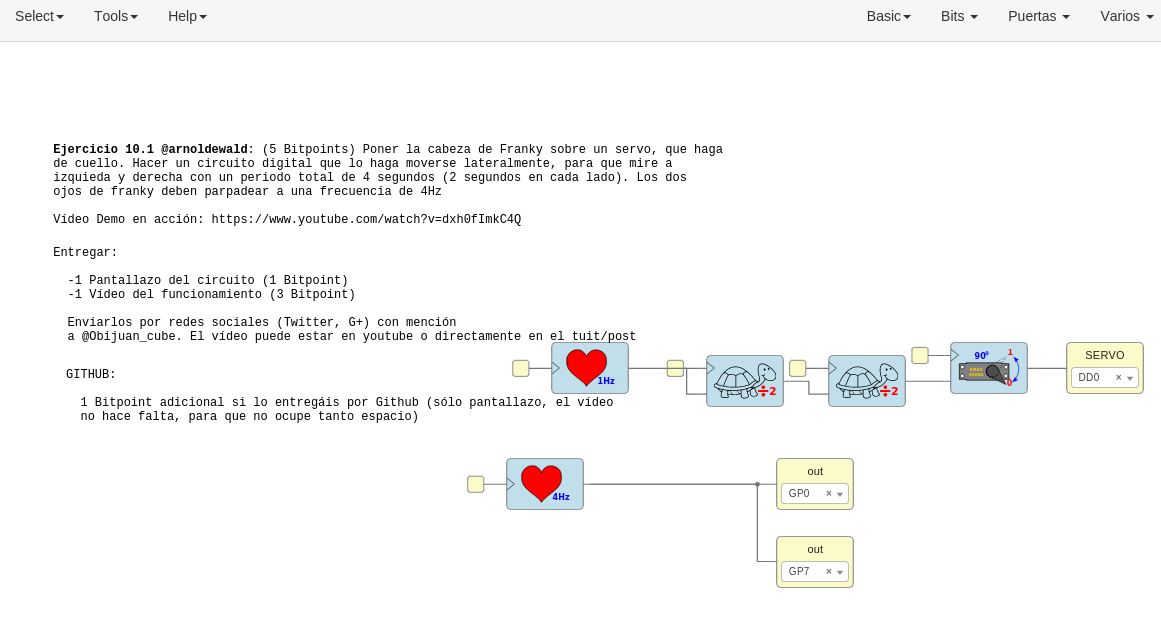 Select Tools Help Basic Bits Puertas Varios
Ejercicio 10.1 @arnoldewald: (5 Bitpoints) Poner la cabeza de Franky sobre un servo, que haga
de cuello. Hacer un circuito digital que lo haga moverse lateralmente, para que mire a
izquieda y derecha con un periodo total de 4 segundos (2 segundos en cada lado). Los dos
ojos de franky deben parpadear a una frecuencia de 4Hz
Vídeo Demo en acción: https://www.youtube.com/watch?v=dxh0fImkC4Q
Entregar:
-1 Pantallazo del circuito (1 Bitpoint)
-1 Vídeo del funcionamiento (3 Bitpoint)
Enviarlos por redes sociales (Twitter, G+) con mención
a @Obijuan_cube. El vídeo puede estar en youtube o directamente en el tuit/post
GITHUB:
1 Bitpoint adicional si lo entregáis por Github (sólo pantallazo, el vídeo
no hace falta, para que no ocupe tanto espacio)
1Hz
÷2
÷2
90º
1
0
SERVO
DD0 ×
4Hz
out
GP0 ×
out
GP7 ×